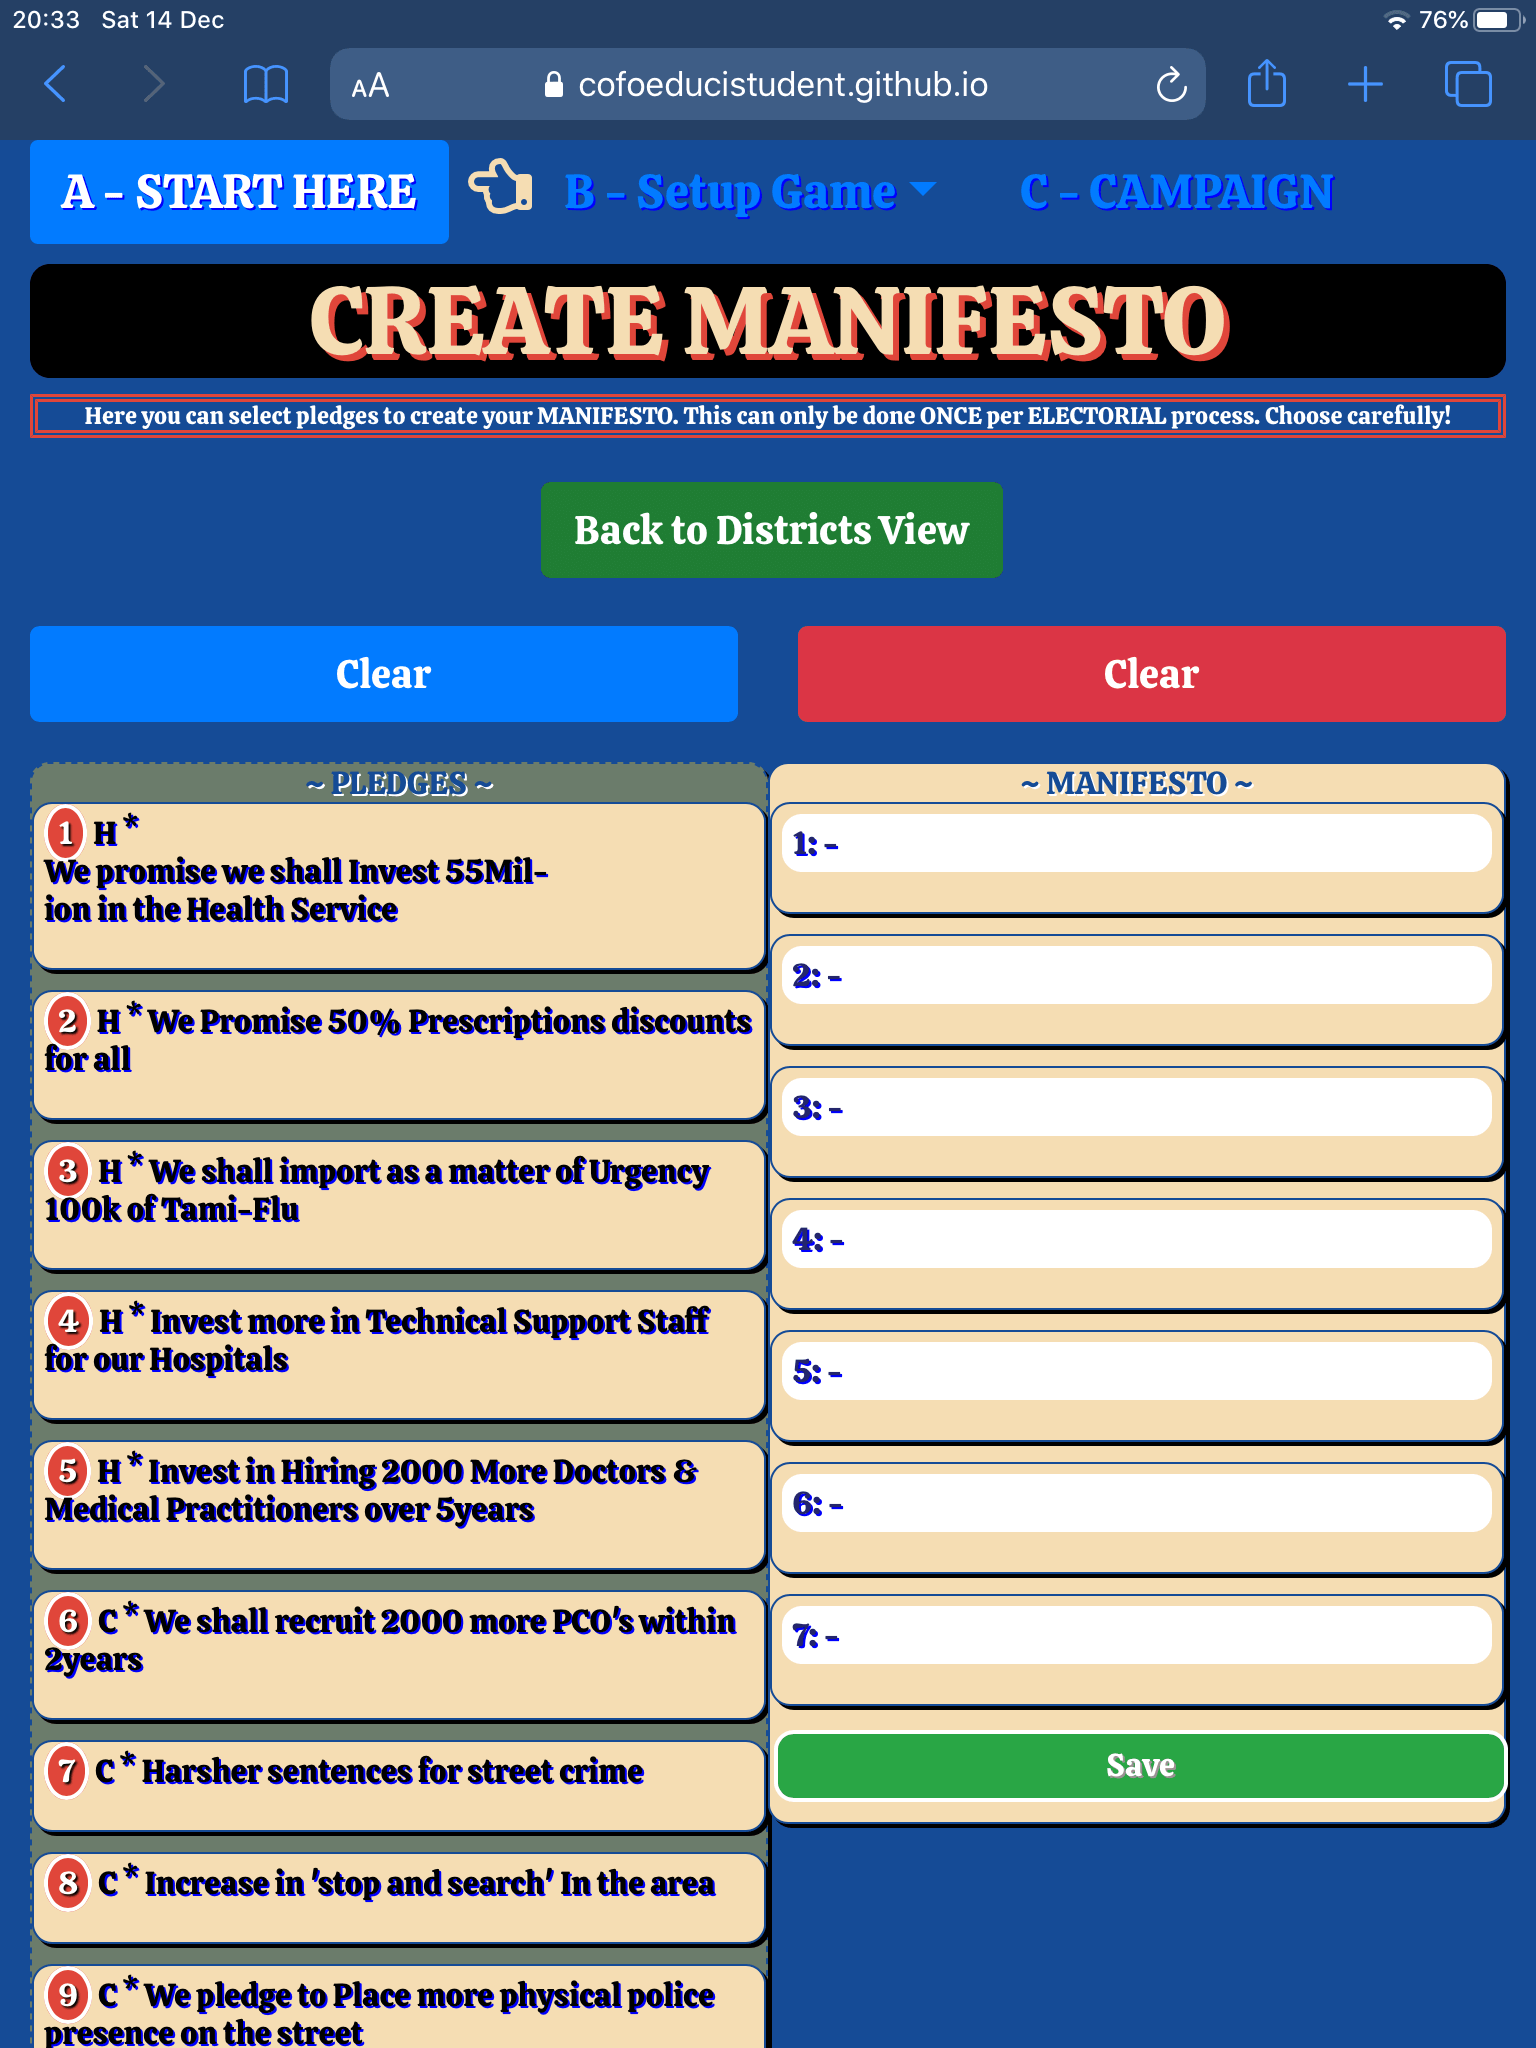 20:33 Sat 14 Dec 76%
AA cofoeducistudent.github.io
A - START HERE B - Setup Game C - CAMPAIGN
CREATE MANIFESTO
Here you can select pledges to create your MANIFESTO. This can only be done ONCE per ELECTORIAL process. Choose carefully!
Back to Districts View
Clear
Clear
~ PLEDGES ~
1 H *
We promise we shall Invest 55Mil-
ion in the Health Service
2 H * We Promise 50% Prescriptions discounts
for all
3 H * We shall import as a matter of Urgency
100k of Tami-Flu
4 H * Invest more in Technical Support Staff
for our Hospitals
5 H * Invest in Hiring 2000 More Doctors &
Medical Practitioners over 5years
6 C * We shall recruit 2000 more PCO's within
2years
7 C * Harsher sentences for street crime
8 C * Increase in 'stop and search' In the area
9 C * We pledge to Place more physical police
presence on the street
~ MANIFESTO ~
1: -
2: -
3: -
4: -
5: -
6: -
7: -
Save